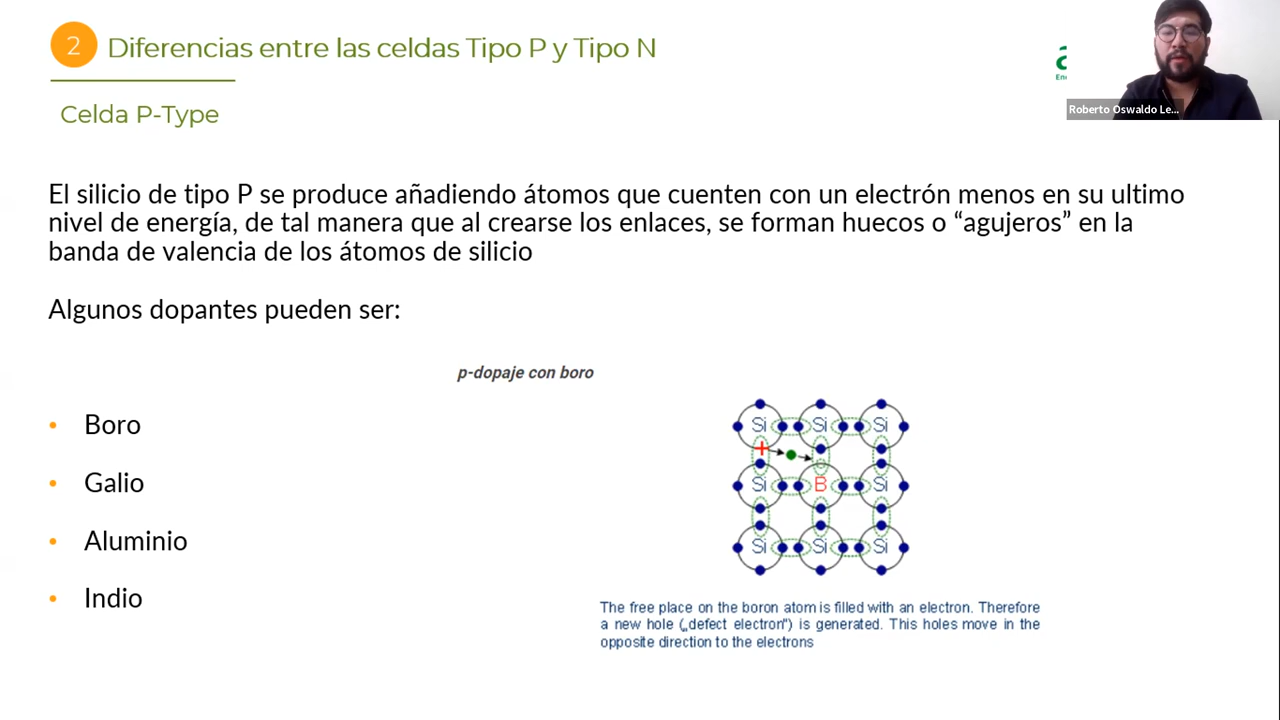 2 Diferencias entre las celdas Tipo P y Tipo N
Roberto Oswaldo Le...
Celda P-Type
El silicio de tipo P se produce añadiendo átomos que cuenten con un electrón menos en su ultimo
nivel de energía, de tal manera que al crearse los enlaces, se forman huecos o “agujeros” en la
banda de valencia de los átomos de silicio
Algunos dopantes pueden ser:
p-dopaje con boro
• Boro
• Galio
• Aluminio
• Indio
Si Si Si
+
Si B Si
Si Si Si
The free place on the boron atom is filled with an electron. Therefore
a new hole („defect electron") is generated. This holes move in the
opposite direction to the electrons